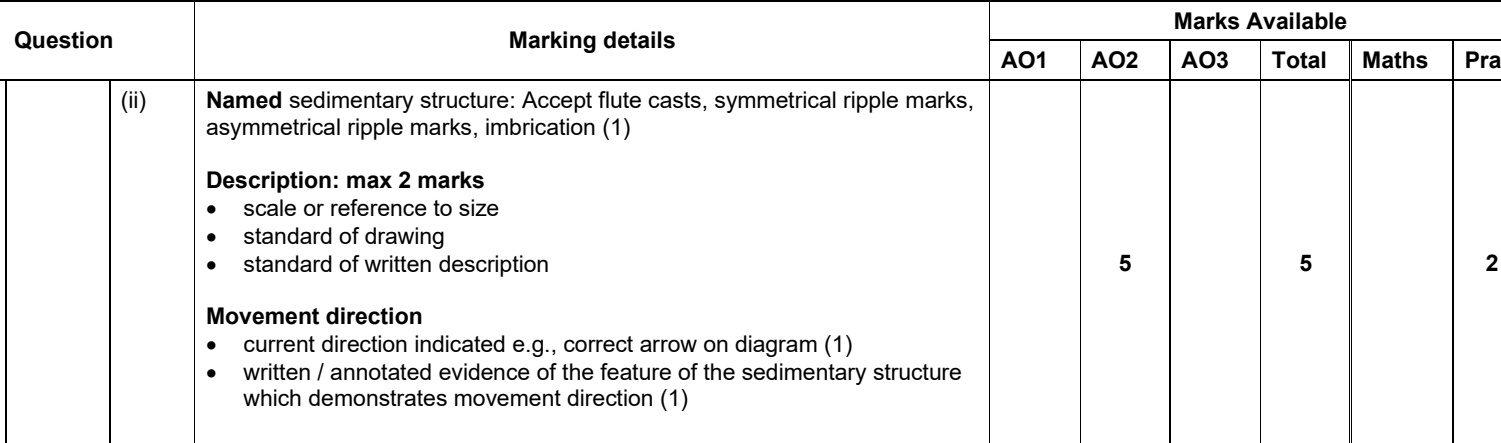 Question
Marking details
Marks Available
AO1 AO2 AO3 Total Maths Pra
(ii) Named sedimentary structure: Accept flute casts, symmetrical ripple marks,
asymmetrical ripple marks, imbrication (1)
Description: max 2 marks
• scale or reference to size
• standard of drawing
• standard of written description
5 5 2
Movement direction
• current direction indicated e.g., correct arrow on diagram (1)
• written / annotated evidence of the feature of the sedimentary structure
which demonstrates movement direction (1)